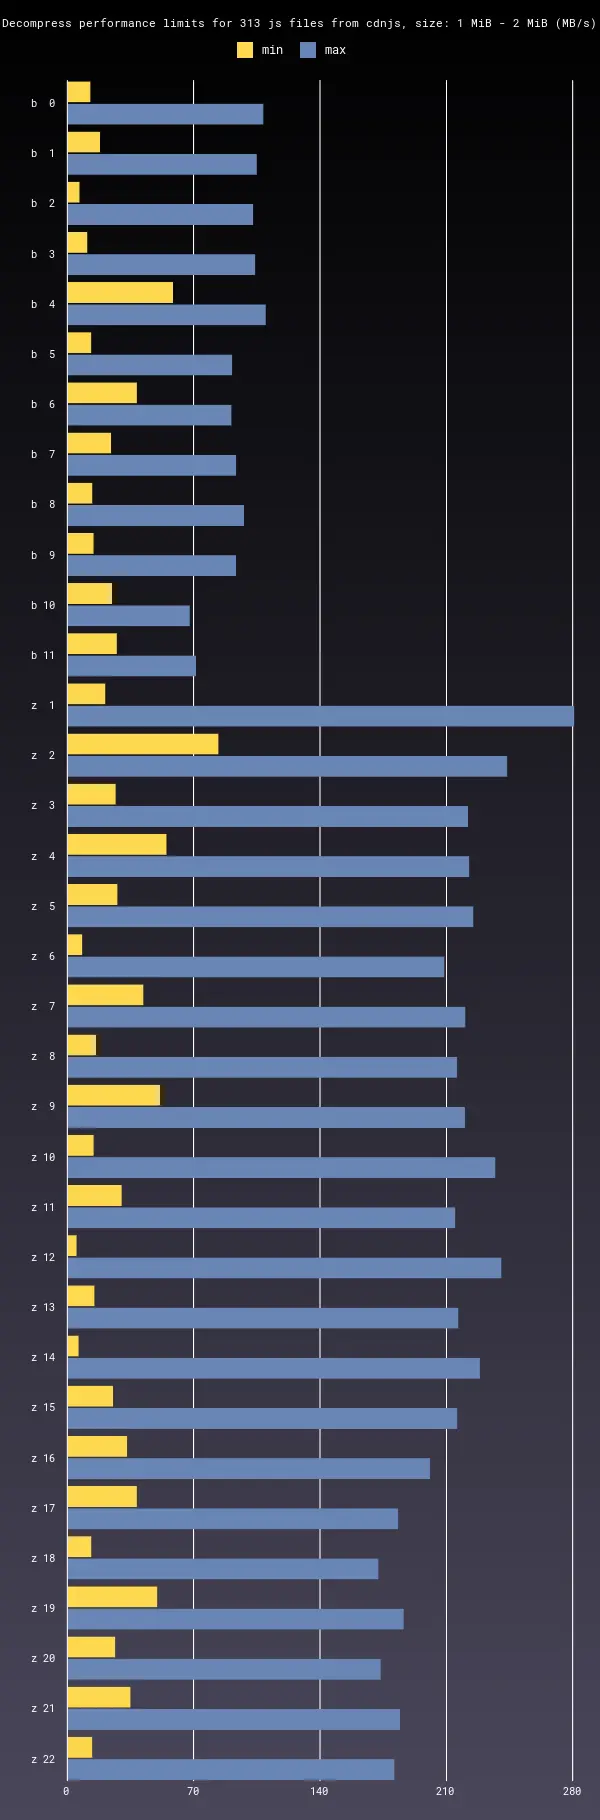 Decompress performance limits for 313 js files from cdnjs, size: 1 MiB - 2 MiB (MB/s)
min max
b 0
b 1
b 2
b 3
b 4
b 5
b 6
b 7
b 8
b 9
b 10
b 11
z 1
z 2
z 3
z 4
z 5
z 6
z 7
z 8
z 9
z 10
z 11
z 12
z 13
z 14
z 15
z 16
z 17
z 18
z 19
z 20
z 21
z 22
0 70 140 210 280